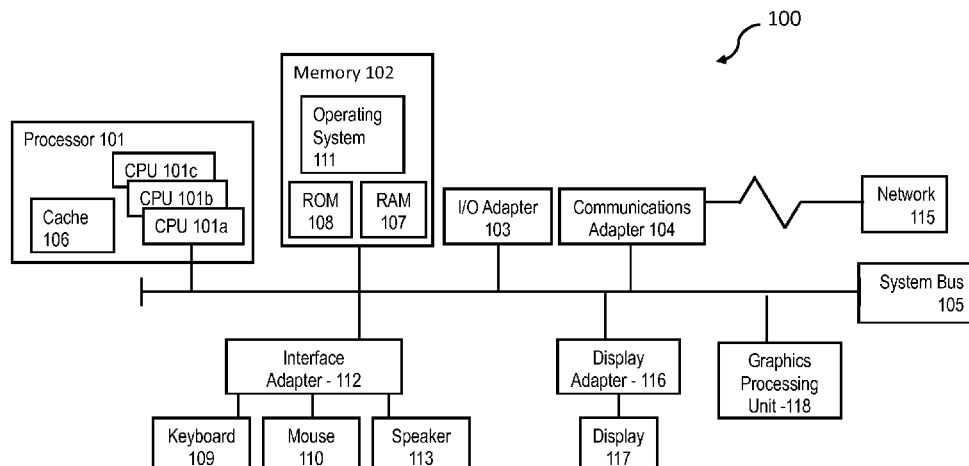 100
Memory 102
Operating
System
111
ROM
108
RAM
107
Processor 101
CPU 101c
CPU 101b
CPU 101a
Cache
106
I/O Adapter
103
Communications
Adapter 104
Network
115
System Bus
105
Interface
Adapter - 112
Display
Adapter - 116
Graphics
Processing
Unit -118
Keyboard
109
Mouse
110
Speaker
113
Display
117